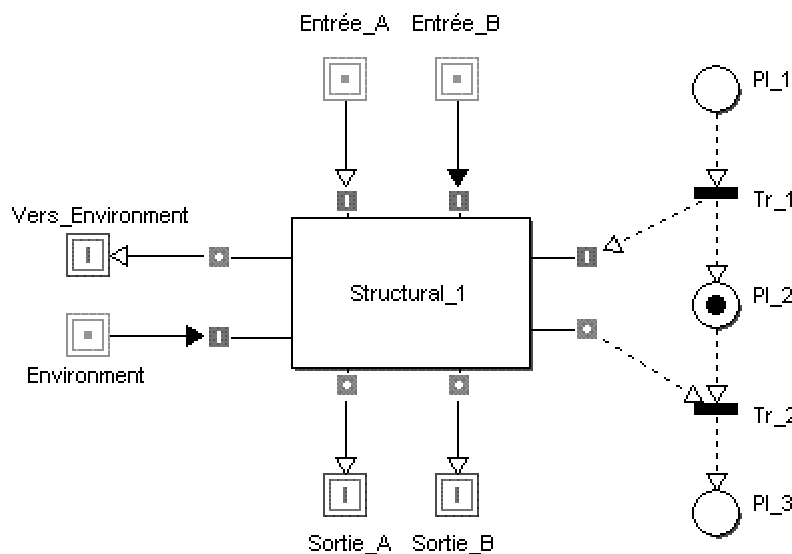 Entrée_A
Entrée_B
Pl_1
Tr_1
Vers_Environment
Structural_1
Pl_2
Environment
Tr_2
Pl_3
Sortie_A
Sortie_B